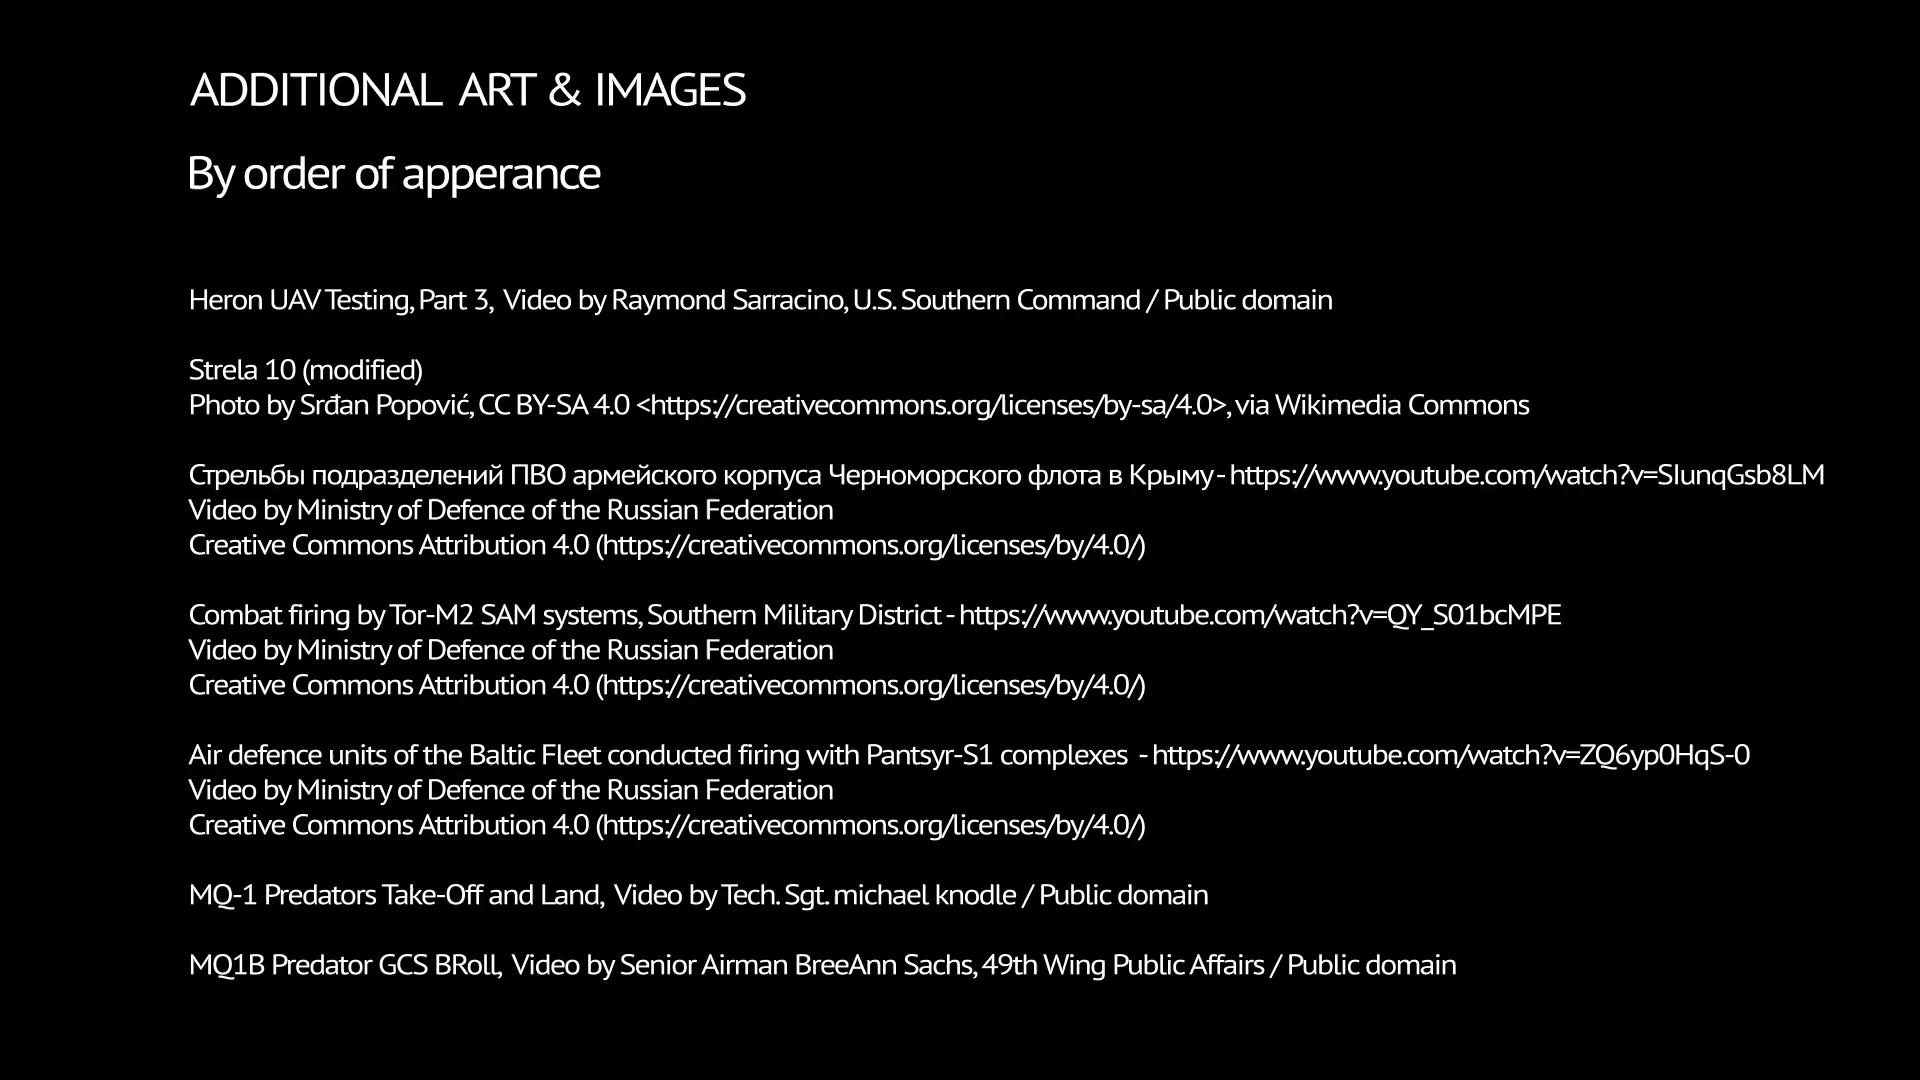 ADDITIONAL ART & IMAGES
By order of apperance
Heron UAV Testing, Part 3, Video by Raymond Sarracino, U.S. Southern Command / Public domain
Strela 10 (modified)
Photo by Srđan Popović, CC BY-SA 4.0 <https://creativecommons.org/licenses/by-sa/4.0>, via Wikimedia Commons
Стрельбы подразделений ПВО армейского корпуса Черноморского флота в Крыму - https://www.youtube.com/watch?v=SIunqGsb8LM
Video by Ministry of Defence of the Russian Federation
Creative Commons Attribution 4.0 (https://creativecommons.org/licenses/by/4.0/)
Combat firing by Tor-M2 SAM systems, Southern Military District - https://www.youtube.com/watch?v=QY_S01bcMPE
Video by Ministry of Defence of the Russian Federation
Creative Commons Attribution 4.0 (https://creativecommons.org/licenses/by/4.0/)
Air defence units of the Baltic Fleet conducted firing with Pantsyr-S1 complexes - https://www.youtube.com/watch?v=ZQ6yp0HqS-0
Video by Ministry of Defence of the Russian Federation
Creative Commons Attribution 4.0 (https://creativecommons.org/licenses/by/4.0/)
MQ-1 Predators Take-Off and Land, Video by Tech. Sgt. michael knodle / Public domain
MQ1B Predator GCS BRoll, Video by Senior Airman BreeAnn Sachs, 49th Wing Public Affairs / Public domain